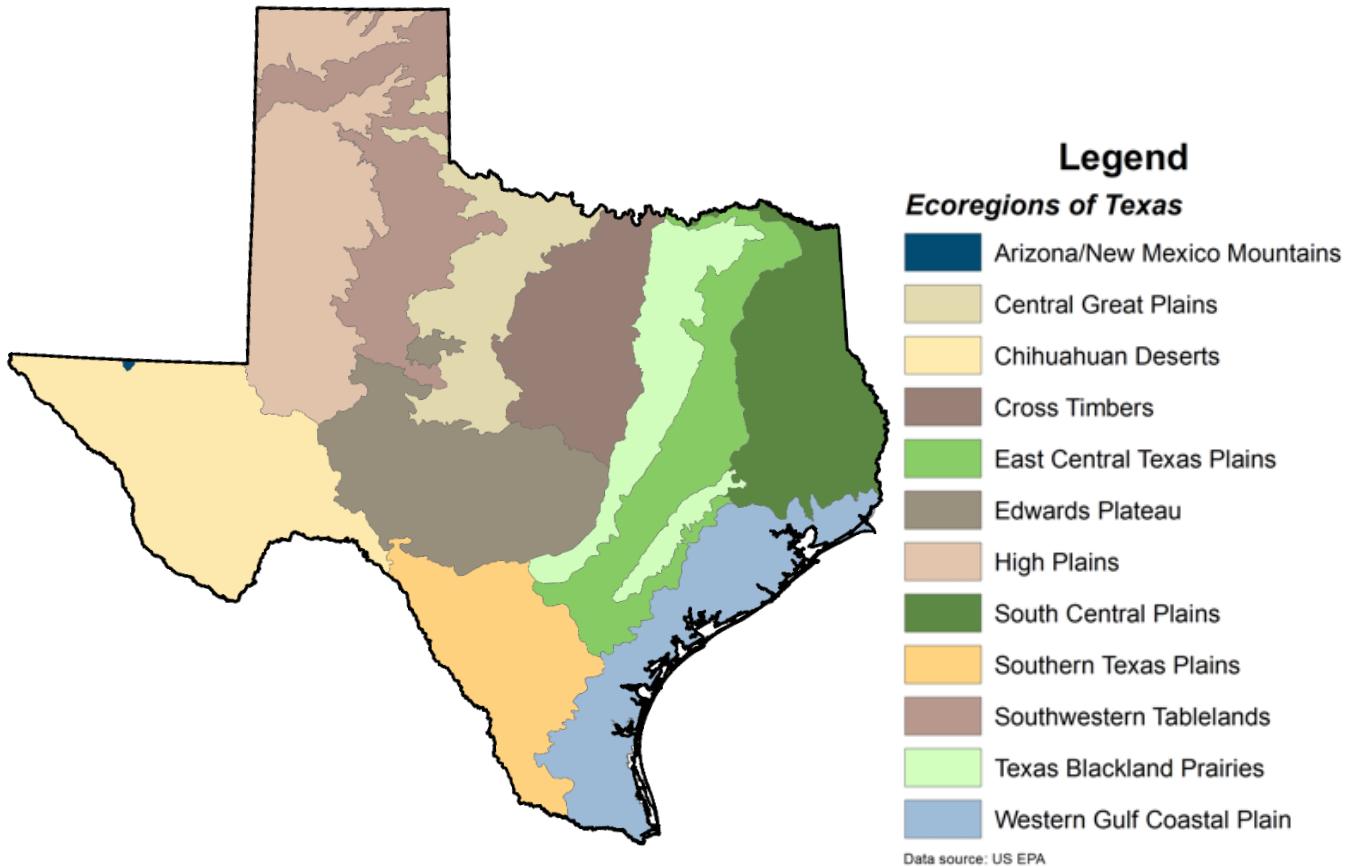 Legend
Ecoregions of Texas
Arizona/New Mexico Mountains
Central Great Plains
Chihuahuan Deserts
Cross Timbers
East Central Texas Plains
Edwards Plateau
High Plains
South Central Plains
Southern Texas Plains
Southwestern Tablelands
Texas Blackland Prairies
Western Gulf Coastal Plain
Data source: US EPA